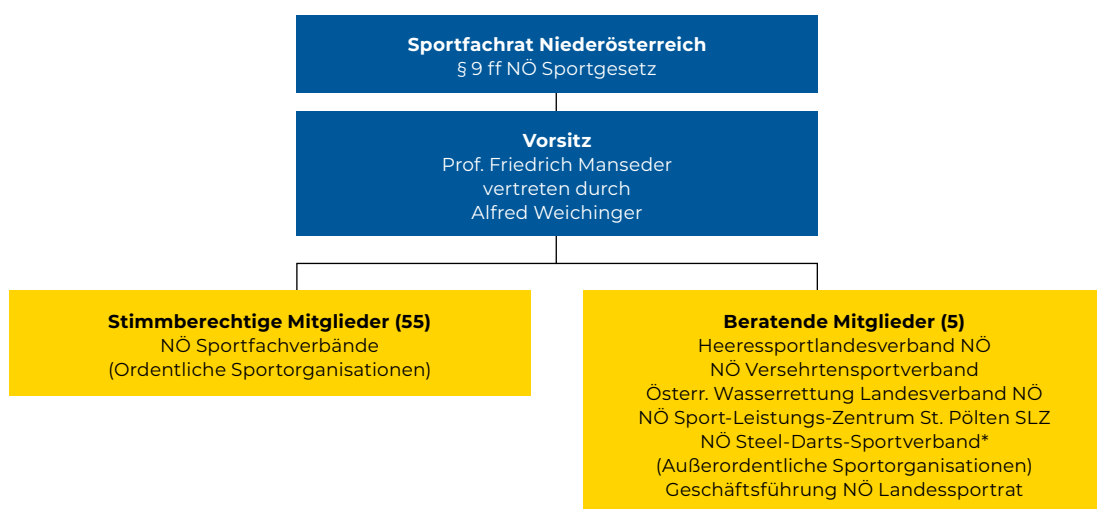 Sportfachrat Niederösterreich
§ 9 ff NÖ Sportgesetz
Vorsitz
Prof. Friedrich Manseder
vertreten durch
Alfred Weichinger
Stimmberechtige Mitglieder (55)
NÖ Sportfachverbände
(Ordentliche Sportorganisationen)
Beratende Mitglieder (5)
Heeressportlandesverband NÖ
NÖ Versehrtensportverband
Österr. Wasserrettung Landesverband NÖ
NÖ Sport-Leistungs-Zentrum St. Pölten SLZ
NÖ Steel-Darts-Sportverband*
(Außerordentliche Sportorganisationen)
Geschäftsführung NÖ Landessportrat